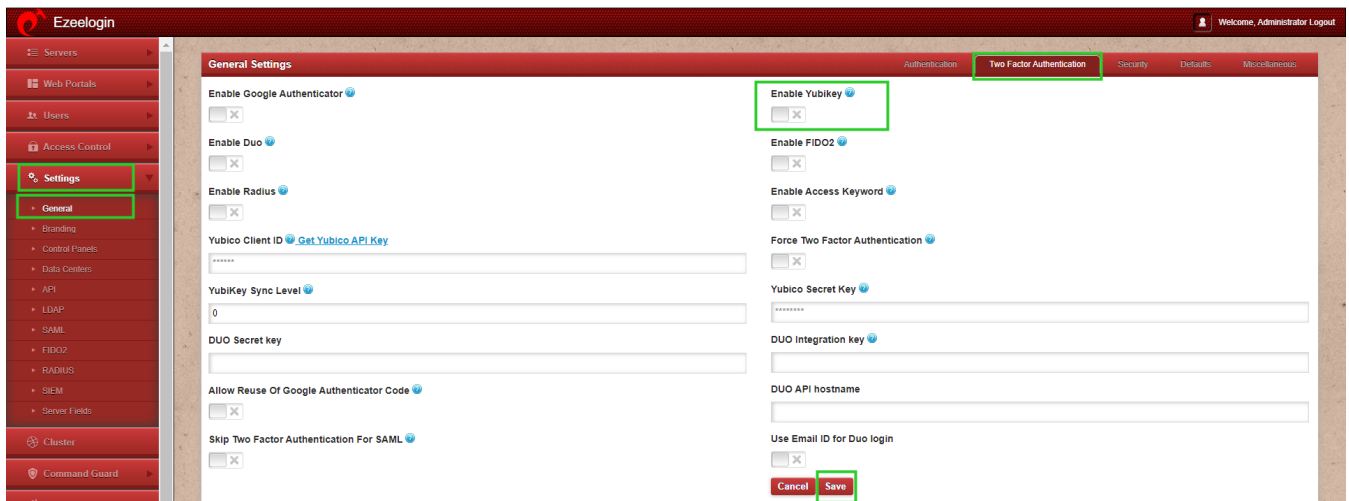 Ezeelogin
Welcome, Administrator Logout
Servers
Web Portals
Users
Access Control
Settings
General
Branding
Control Panels
Data Centers
API
LDAP
SAML
FIDO2
RADIUS
SIEM
Server Fields
Cluster
Command Guard
General Settings
Authentication
Two Factor Authentication
Security
Defaults
Miscellaneous
Enable Google Authenticator
Enable Yubikey
Enable Duo
Enable FIDO2
Enable Radius
Enable Access Keyword
Yubico Client ID Get Yubico API Key
Force Two Factor Authentication
******
YubiKey Sync Level
Yubico Secret Key
0
********
DUO Secret key
DUO Integration key
Allow Reuse Of Google Authenticator Code
DUO API hostname
Skip Two Factor Authentication For SAML
Use Email ID for Duo login
Cancel
Save